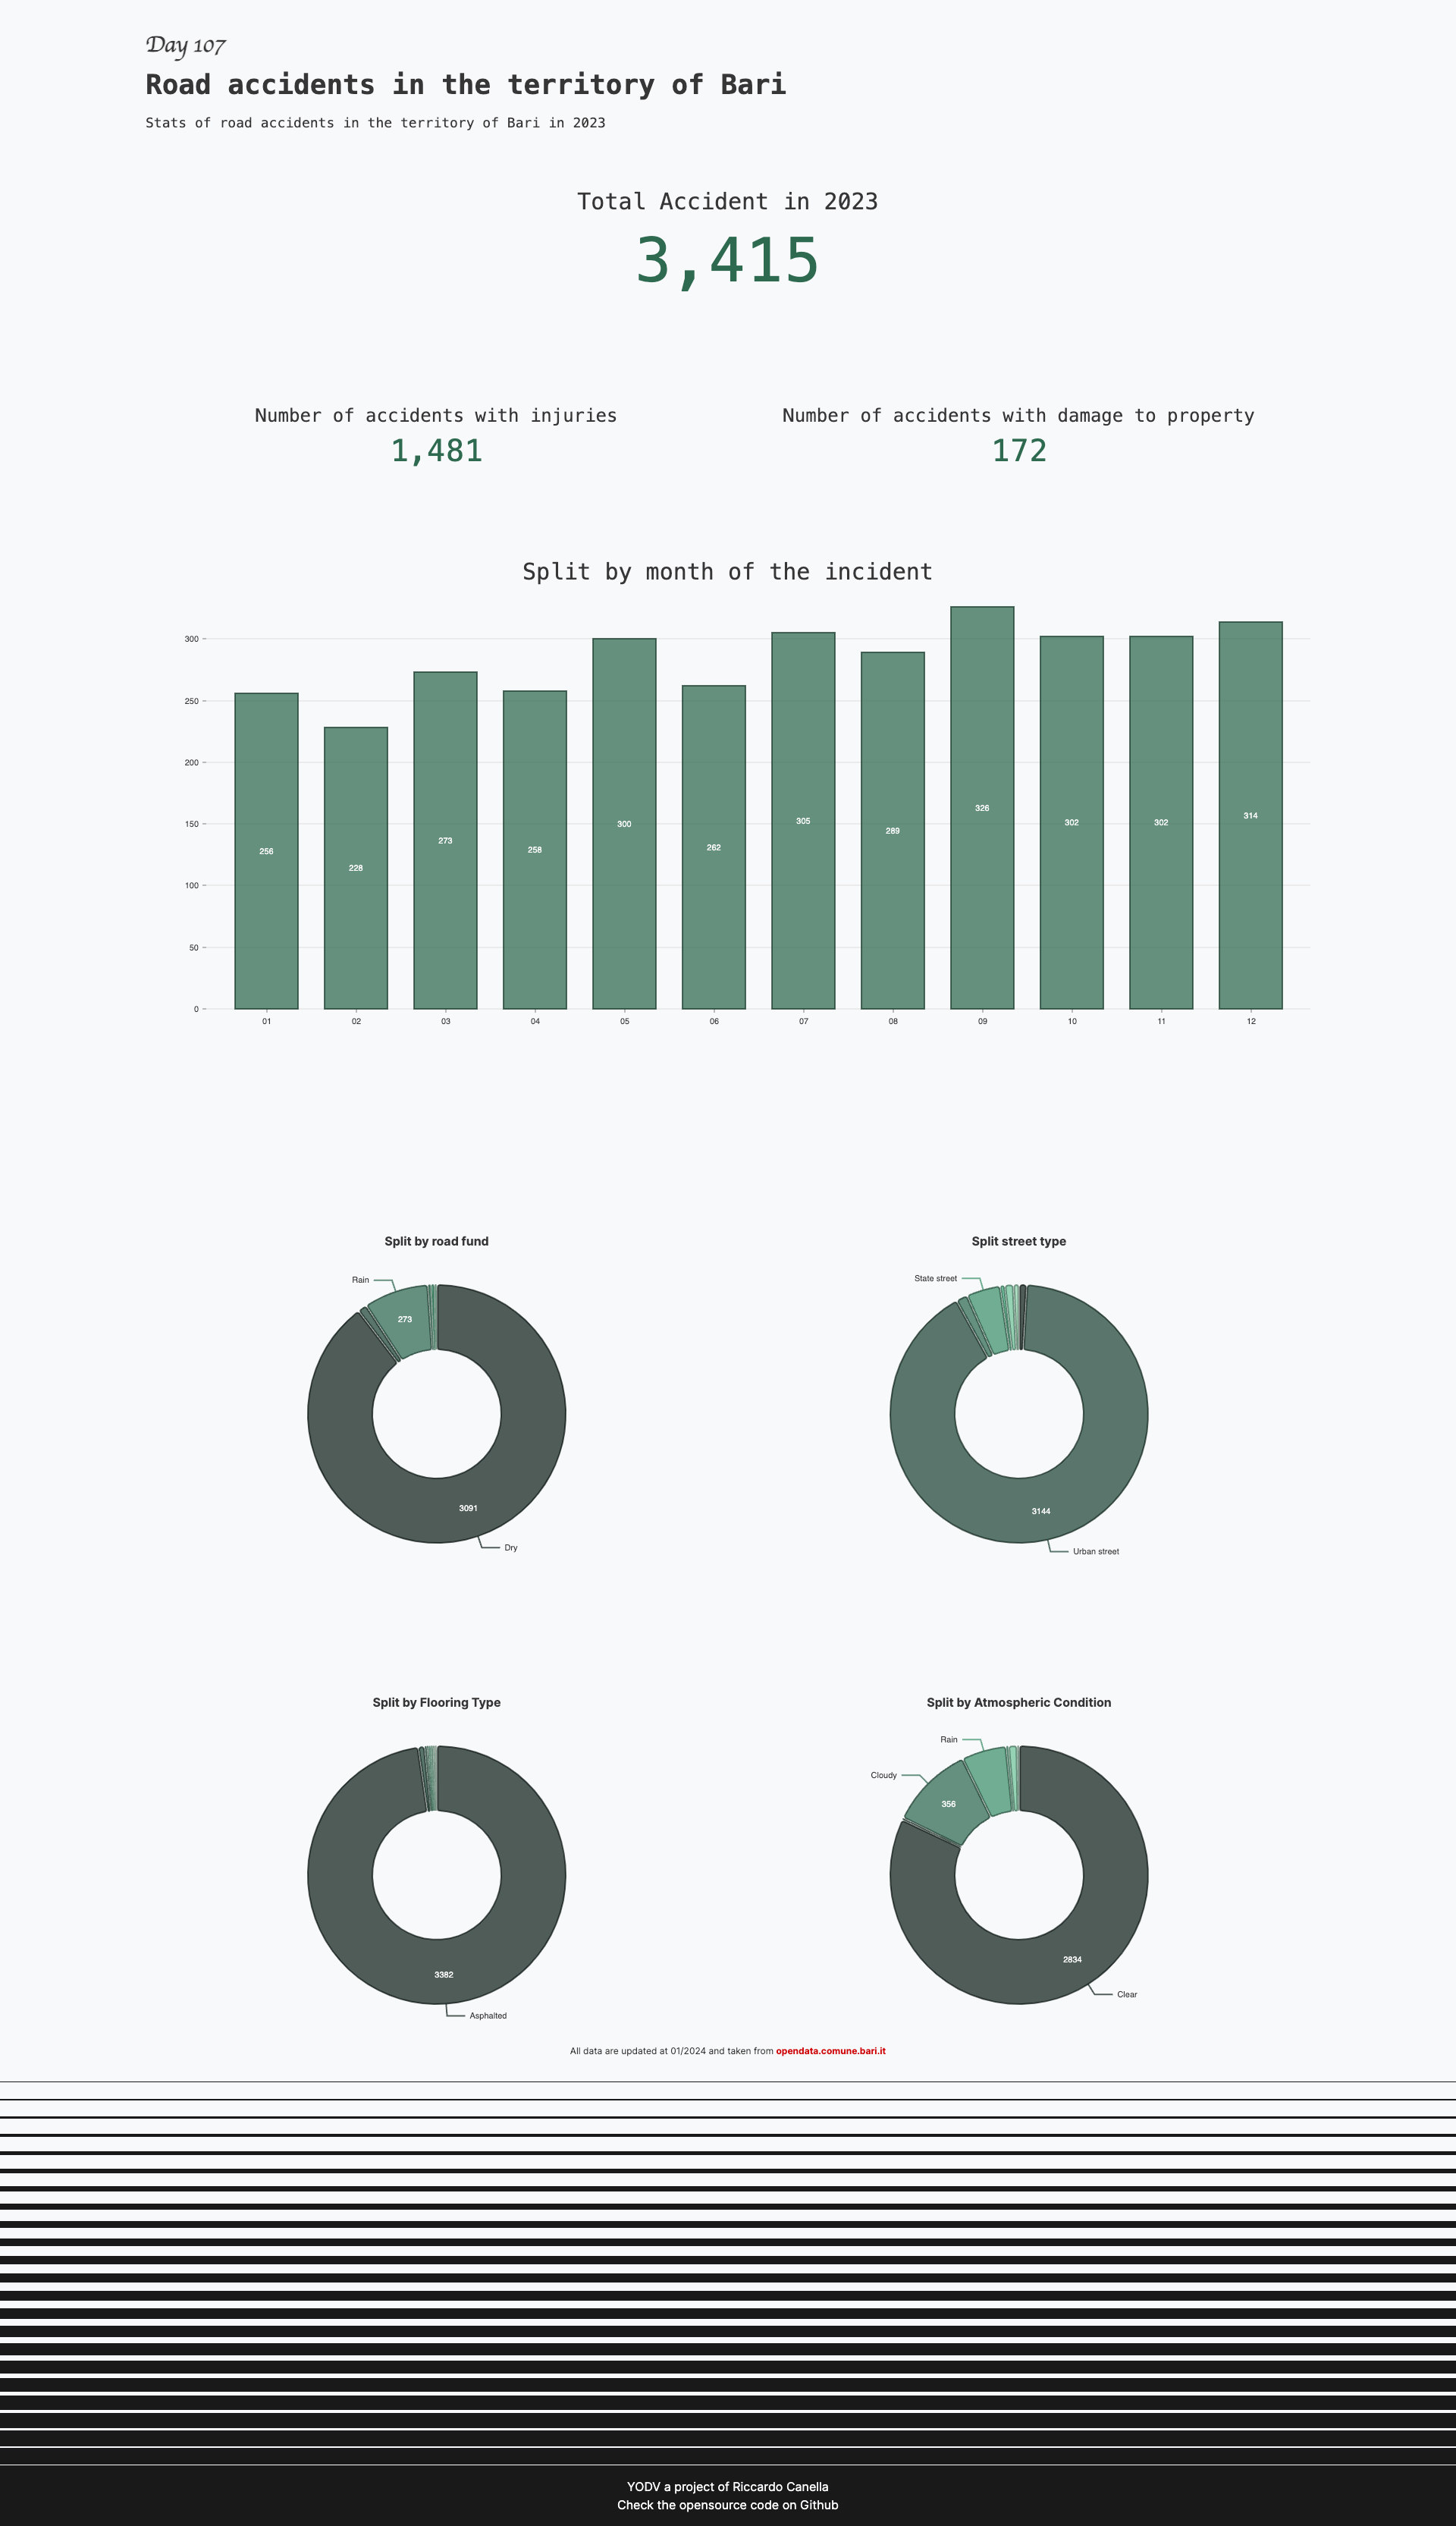 Day 107
Road accidents in the territory of Bari
Stats of road accidents in the territory of Bari in 2023
Total Accident in 2023
3,415
Number of accidents with injuries
1,481
Number of accidents with damage to property
172
Split by month of the incident
300
250
200
150
100
50
0
256
228
273
258
300
262
305
289
326
302
302
314
01
02
03
04
05
06
07
08
09
10
11
12
Split by road fund
Rain
273
3091
Dry
Split street type
State street
3144
Urban street
Split by Flooring Type
3382
Asphalted
Split by Atmospheric Condition
Rain
Cloudy
356
2834
Clear
All data are updated at 01/2024 and taken from opendata.comune.bari.it
YODV a project of Riccardo Canella
Check the opensource code on Github